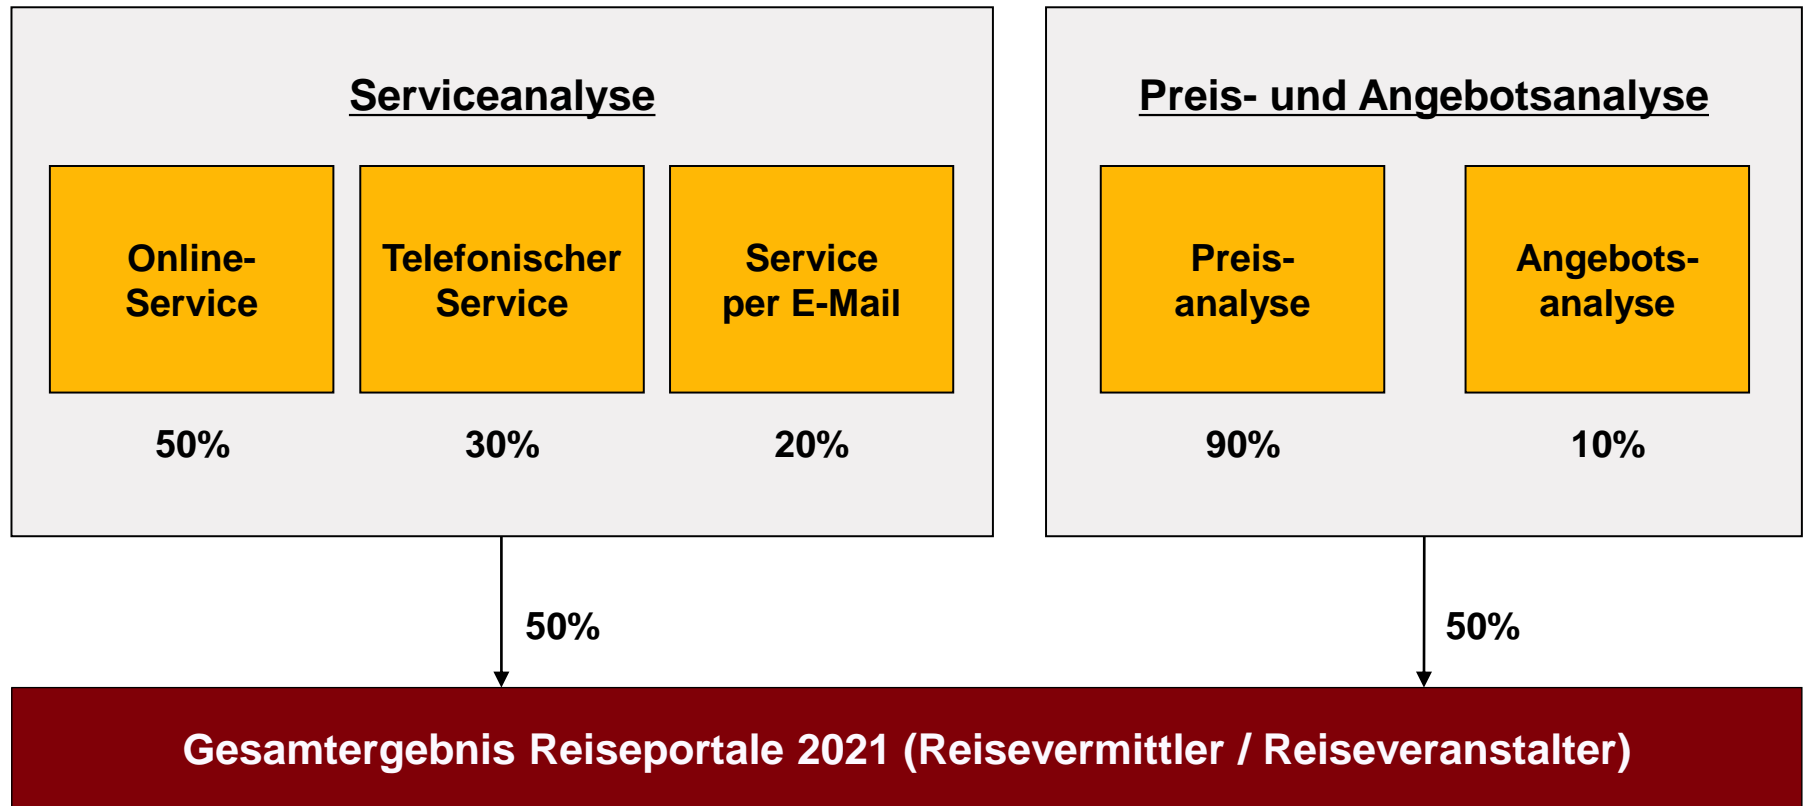 Serviceanalyse
Online-
Service
Telefonischer
Service
Service
per E-Mail
50%
30%
20%
Preis- und Angebotsanalyse
Preis-
analyse
Angebots-
analyse
90%
10%
50%
50%
Gesamtergebnis Reiseportale 2021 (Reisevermittler / Reiseveranstalter)